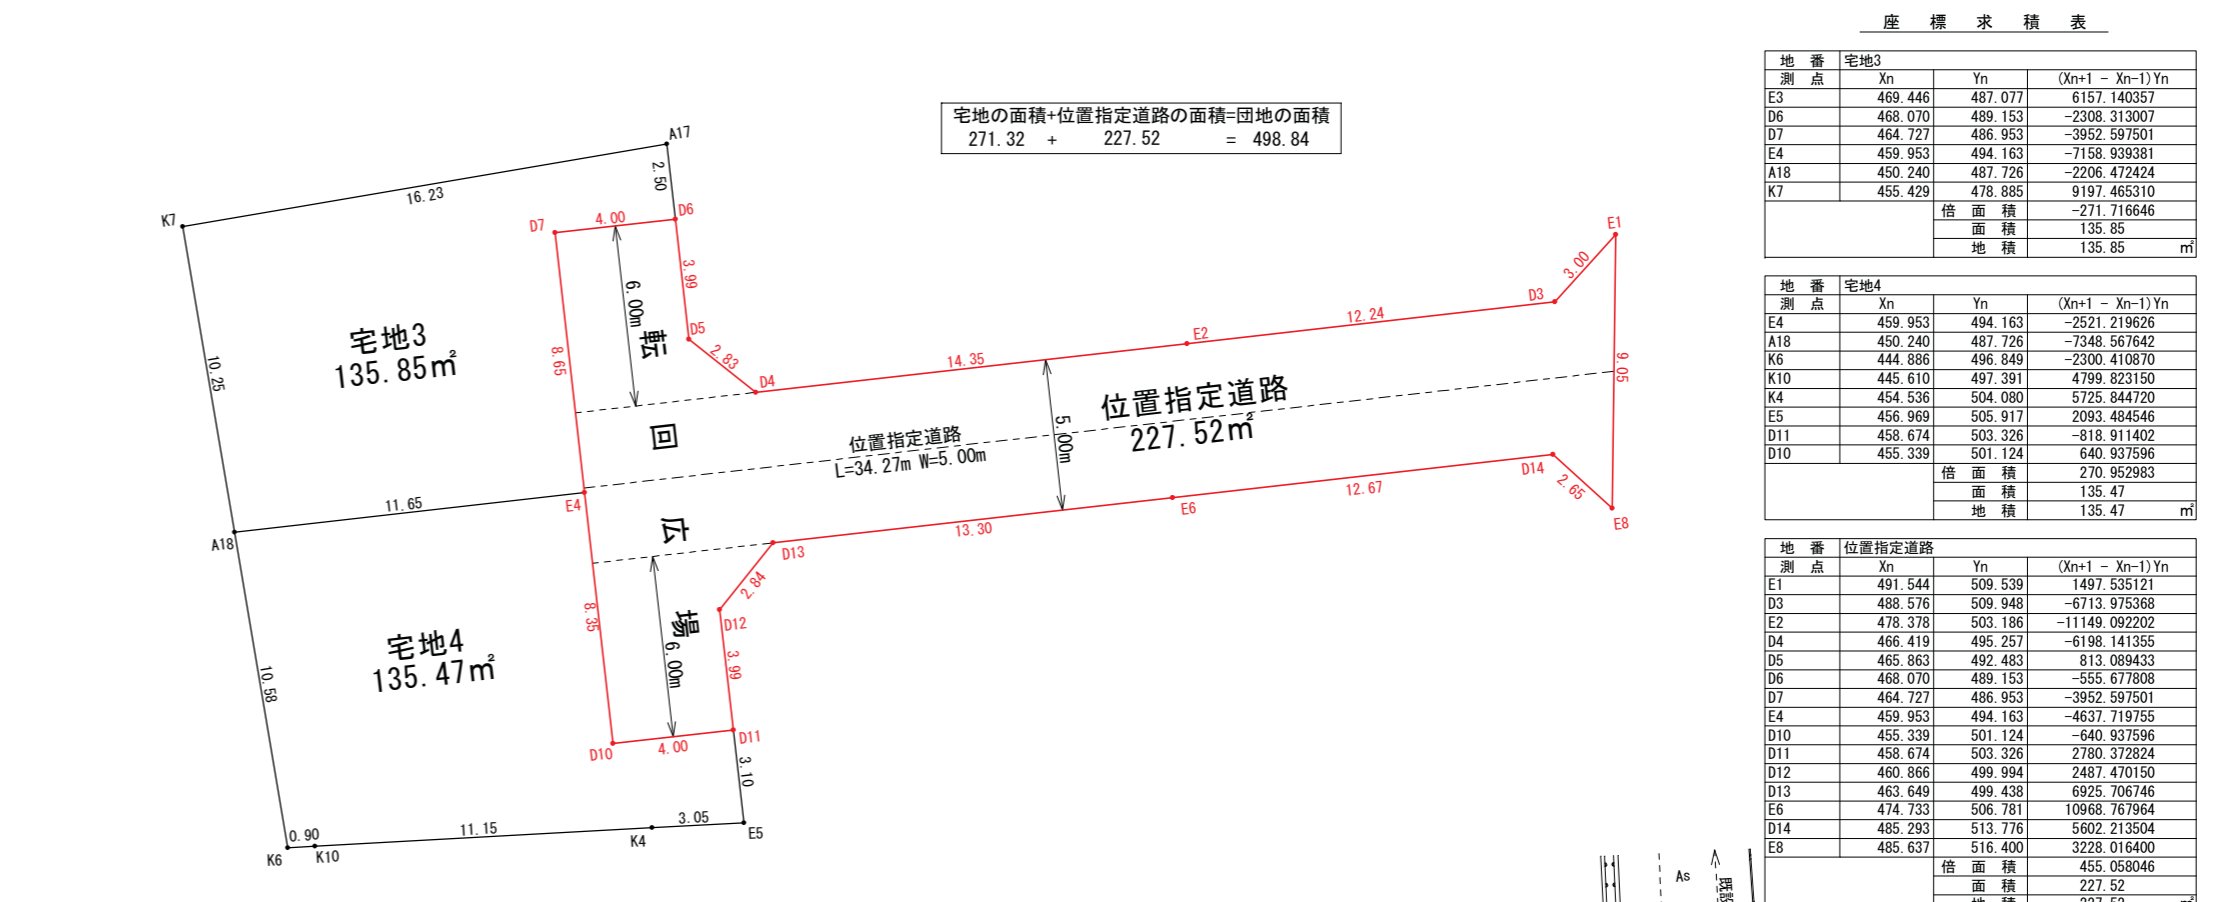 座標求積表
宅地の面積+位置指定道路の面積=団地の面積
271.32 + 227.52 = 498.84
A17
2.50
16.23
K7
D6
4.00
D7
E1
3.99
3.00
6.00m
D3
12.24
D5
転
E2
宅地3
135.85㎡
8.65
2.83
14.35
9.05
10.25
D4
位置指定道路
227.52㎡
5.00m
回
位置指定道路
L=34.27m W=5.00m
D14
2.65
12.67
11.65
E4
E6
E8
広
13.30
A18
D13
2.84
8.35
場
D12
宅地4
135.47㎡
6.00m
3.99
10.58
D11
D10
4.00
3.10
3.05
11.15
0.90
K4
E5
K6
K10
As
地番 宅地3
測点 Xn Yn (Xn+1 - Xn-1)Yn
E3 469.446 487.077 6157.140357
D6 468.070 489.153 -2308.313007
D7 464.727 486.953 -3952.597501
E4 459.953 494.163 -7158.939381
A18 450.240 487.726 -2206.472424
K7 455.429 478.885 9197.465310
倍面積 -271.716646
面積 135.85
地積 135.85 ㎡
地番 宅地4
測点 Xn Yn (Xn+1 - Xn-1)Yn
E4 459.953 494.163 -2521.219626
A18 450.240 487.726 -7348.567642
K6 444.886 496.849 -2300.410870
K10 445.610 497.391 4799.823150
K4 454.536 504.080 5725.844720
E5 456.969 505.917 2093.484546
D11 458.674 503.326 -818.911402
D10 455.339 501.124 640.937596
倍面積 270.952983
面積 135.47
地積 135.47 ㎡
地番 位置指定道路
測点 Xn Yn (Xn+1 - Xn-1)Yn
E1 491.544 509.539 1497.535121
D3 488.576 509.948 -6713.975368
E2 478.378 503.186 -11149.092202
D4 466.419 495.257 -6198.141355
D5 465.863 492.483 813.089433
D6 468.070 489.153 -555.677808
D7 464.727 486.953 -3952.597501
E4 459.953 494.163 -4637.719755
D10 455.339 501.124 -640.937596
D11 458.674 503.326 2780.372824
D12 460.866 499.994 2487.470150
D13 463.649 499.438 6925.706746
E6 474.733 506.781 10968.767964
D14 485.293 513.776 5602.213504
E8 485.637 516.400 3228.016400
倍面積 455.058046
面積 227.52